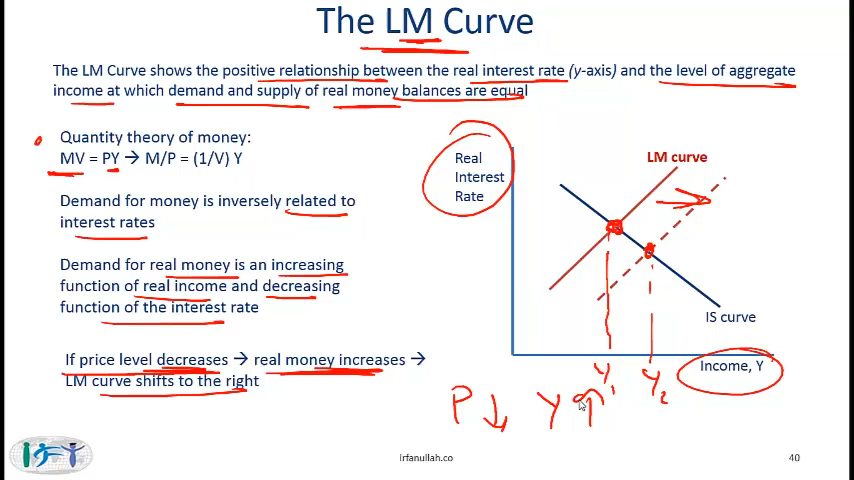 The LM Curve
The LM Curve shows the positive relationship between the real interest rate (y-axis) and the level of aggregate
income at which demand and supply of real money balances are equal
Quantity theory of money:
MV = PY → M/P = (1/V) Y
Demand for money is inversely related to
interest rates
Demand for real money is an increasing
function of real income and decreasing
function of the interest rate
If price level decreases → real money increases →
LM curve shifts to the right
Real
Interest
Rate
LM curve
IS curve
Income, Y
Y1
Y2
P ↓ Y ↑
irfanullah.co
40